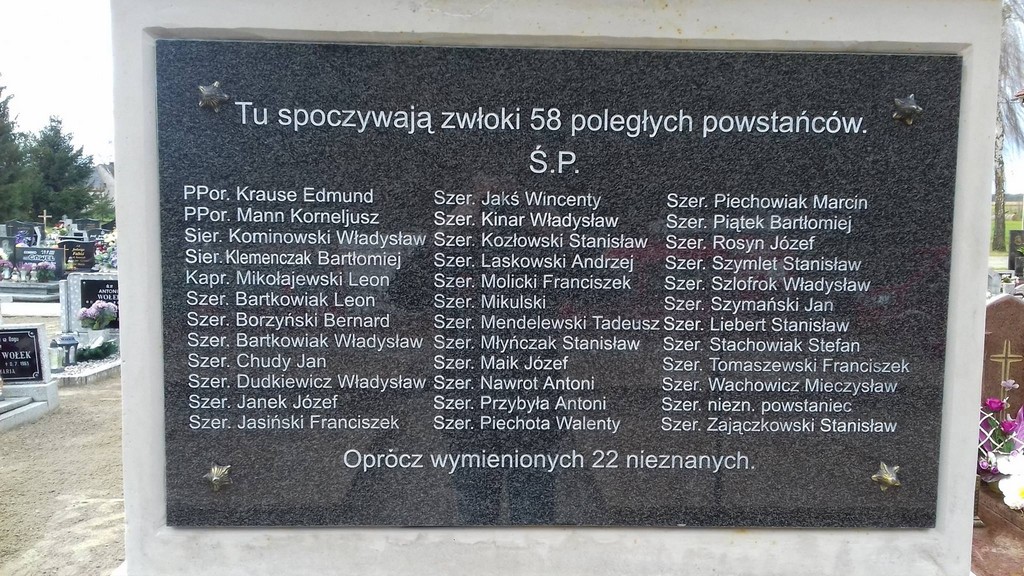 Tu spoczywają zwłoki 58 poległych powstańców.
Ś.P.
PPor. Krause Edmund
PPor. Mann Korneljusz
Sier. Kominowski Władysław
Sier. Klemenczak Bartłomiej
Kapr. Mikołajewski Leon
Szer. Bartkowiak Leon
Szer. Borzyński Bernard
Szer. Bartkowiak Władysław
Szer. Chudy Jan
Szer. Dudkiewicz Władysław
Szer. Janek Józef
Szer. Jasiński Franciszek
Szer. Jakś Wincenty
Szer. Kinar Władysław
Szer. Kozłowski Stanisław
Szer. Laskowski Andrzej
Szer. Molicki Franciszek
Szer. Mikulski
Szer. Mendelewski Tadeusz
Szer. Młyńczak Stanisław
Szer. Maik Józef
Szer. Nawrot Antoni
Szer. Przybyła Antoni
Szer. Piechota Walenty
Szer. Piechowiak Marcin
Szer. Piątek Bartłomiej
Szer. Rosyn Józef
Szer. Szymlet Stanisław
Szer. Szlofrok Władysław
Szer. Szymański Jan
Szer. Liebert Stanisław
Szer. Stachowiak Stefan
Szer. Tomaszewski Franciszek
Szer. Wachowicz Mieczysław
Szer. niezn. powstaniec
Szer. Zajączkowski Stanisław
Oprócz wymienionych 22 nieznanych.
ANTONI
WOŁEK
WOŁEK
MARIA